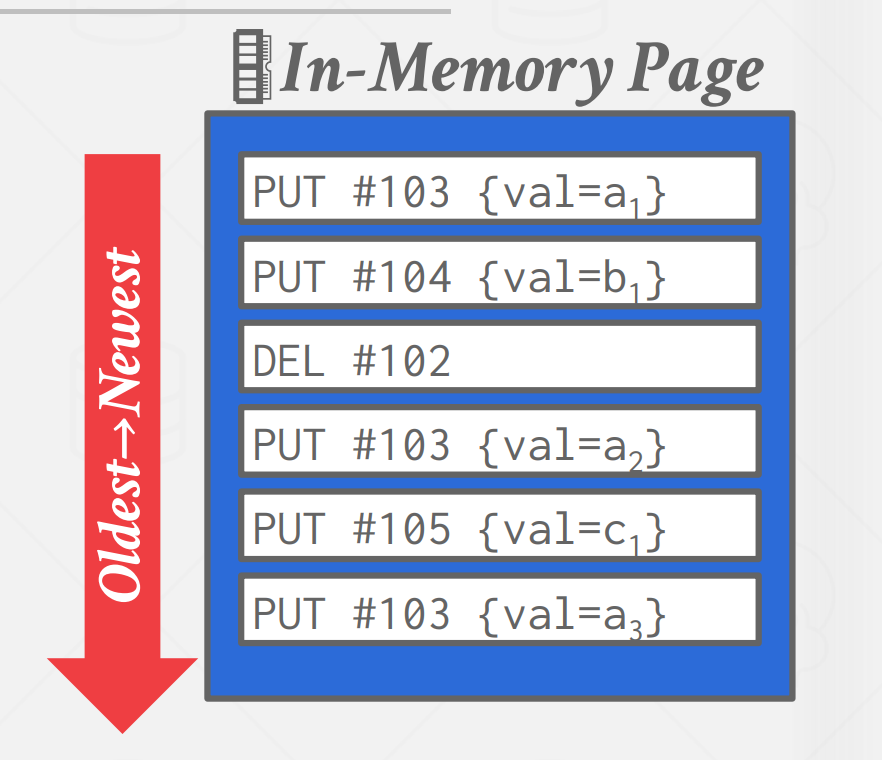 In-Memory Page
Oldest→Newest
PUT #103 {val=a₁}
PUT #104 {val=b₁}
DEL #102
PUT #103 {val=a₂}
PUT #105 {val=c₁}
PUT #103 {val=a₃}